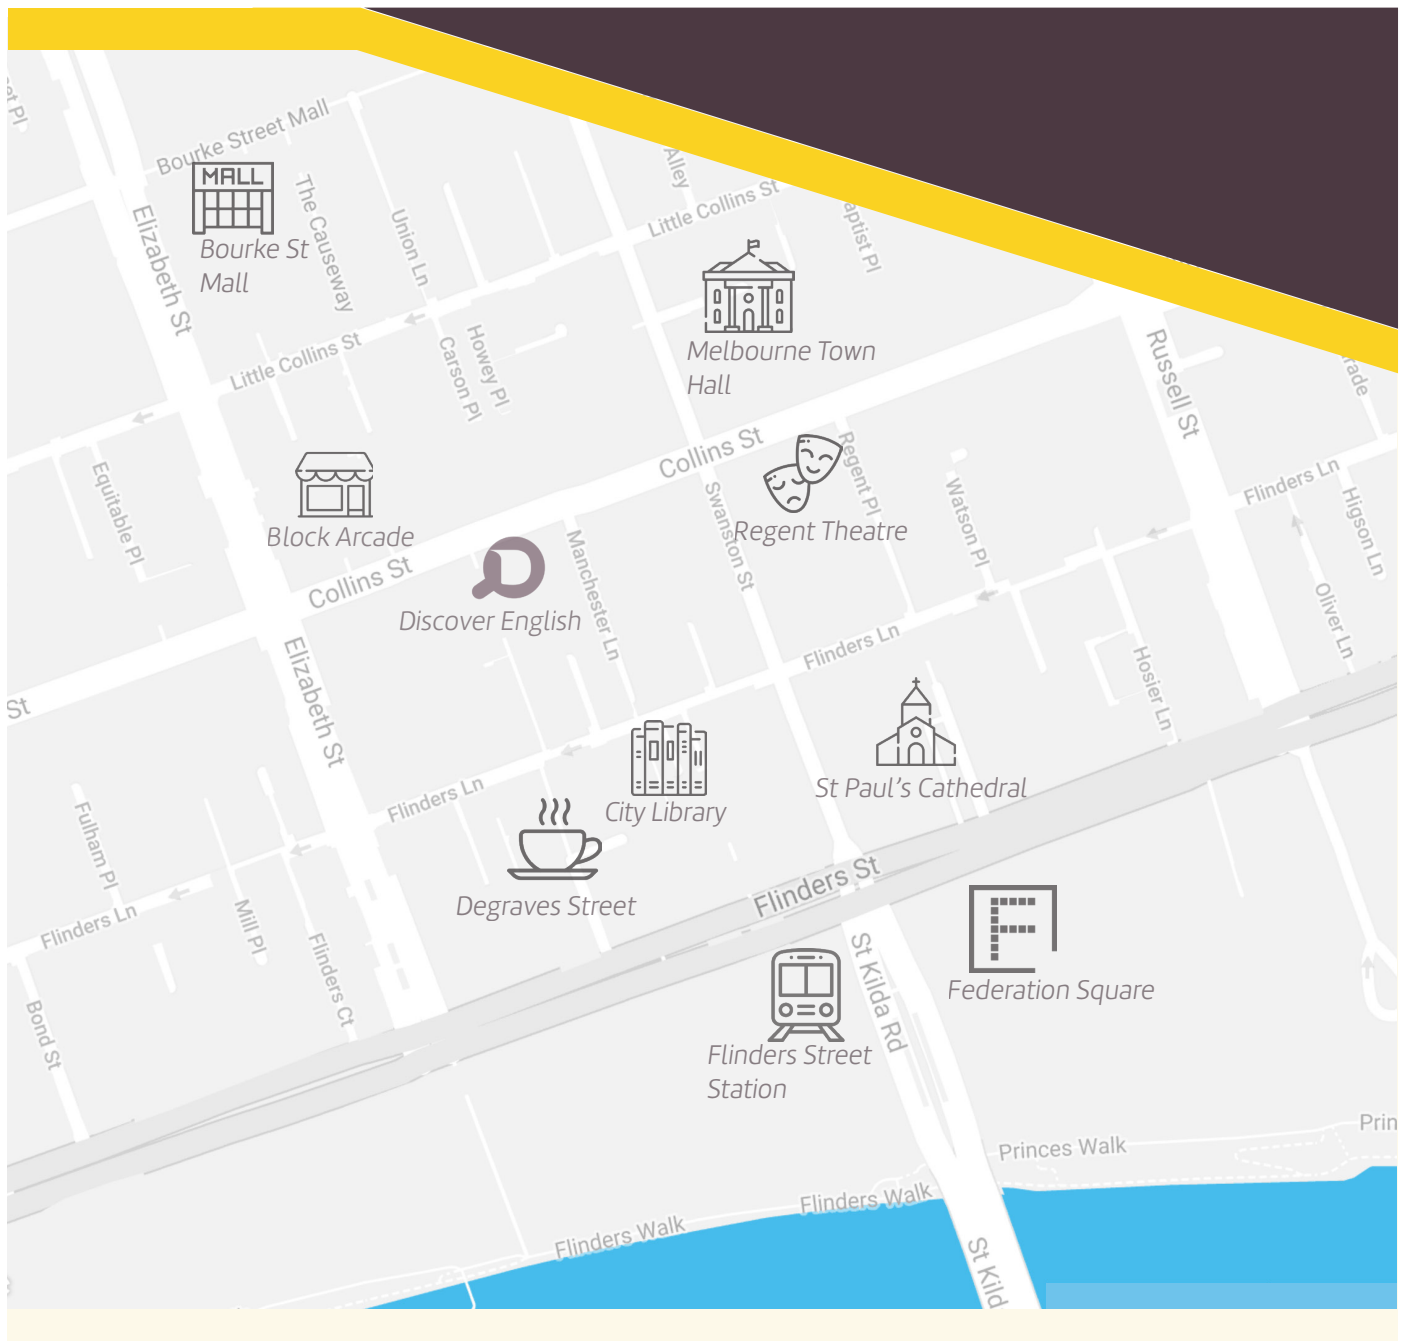 Bourke Street Mall
MALL
Bourke St
Mall
The Causeway
Union Ln
Elizabeth St
Alley
Little Collins St
Melbourne Town
Hall
Little Collins St
Carson Pl
Howey Pl
Russell St
Collins St
Regent Pl
Regent Theatre
Swanston St
Watson Pl
Flinders Ln
Higson Ln
Oliver Ln
Equitable Pl
Block Arcade
Collins St
D
Discover English
Manchester Ln
Flinders Ln
Hosier Ln
St
Elizabeth St
St Paul's Cathedral
City Library
Flinders Ln
Degraves Street
Fulham Pl
Flinders Ln
Mill Pl
Flinders Ct
Bond St
Flinders St
F
Federation Square
St Kilda Rd
Flinders Street
Station
Princes Walk
Prin
Flinders Walk
Flinders Walk
St Kild